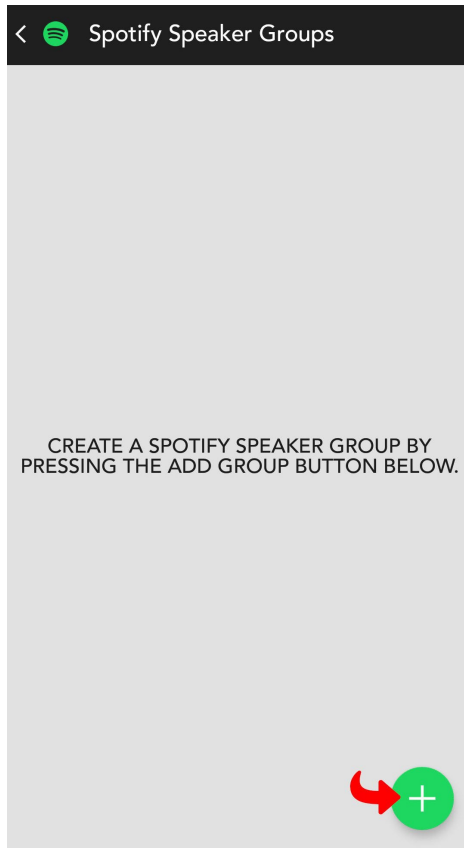 Spotify Speaker Groups
CREATE A SPOTIFY SPEAKER GROUP BY
PRESSING THE ADD GROUP BUTTON BELOW.